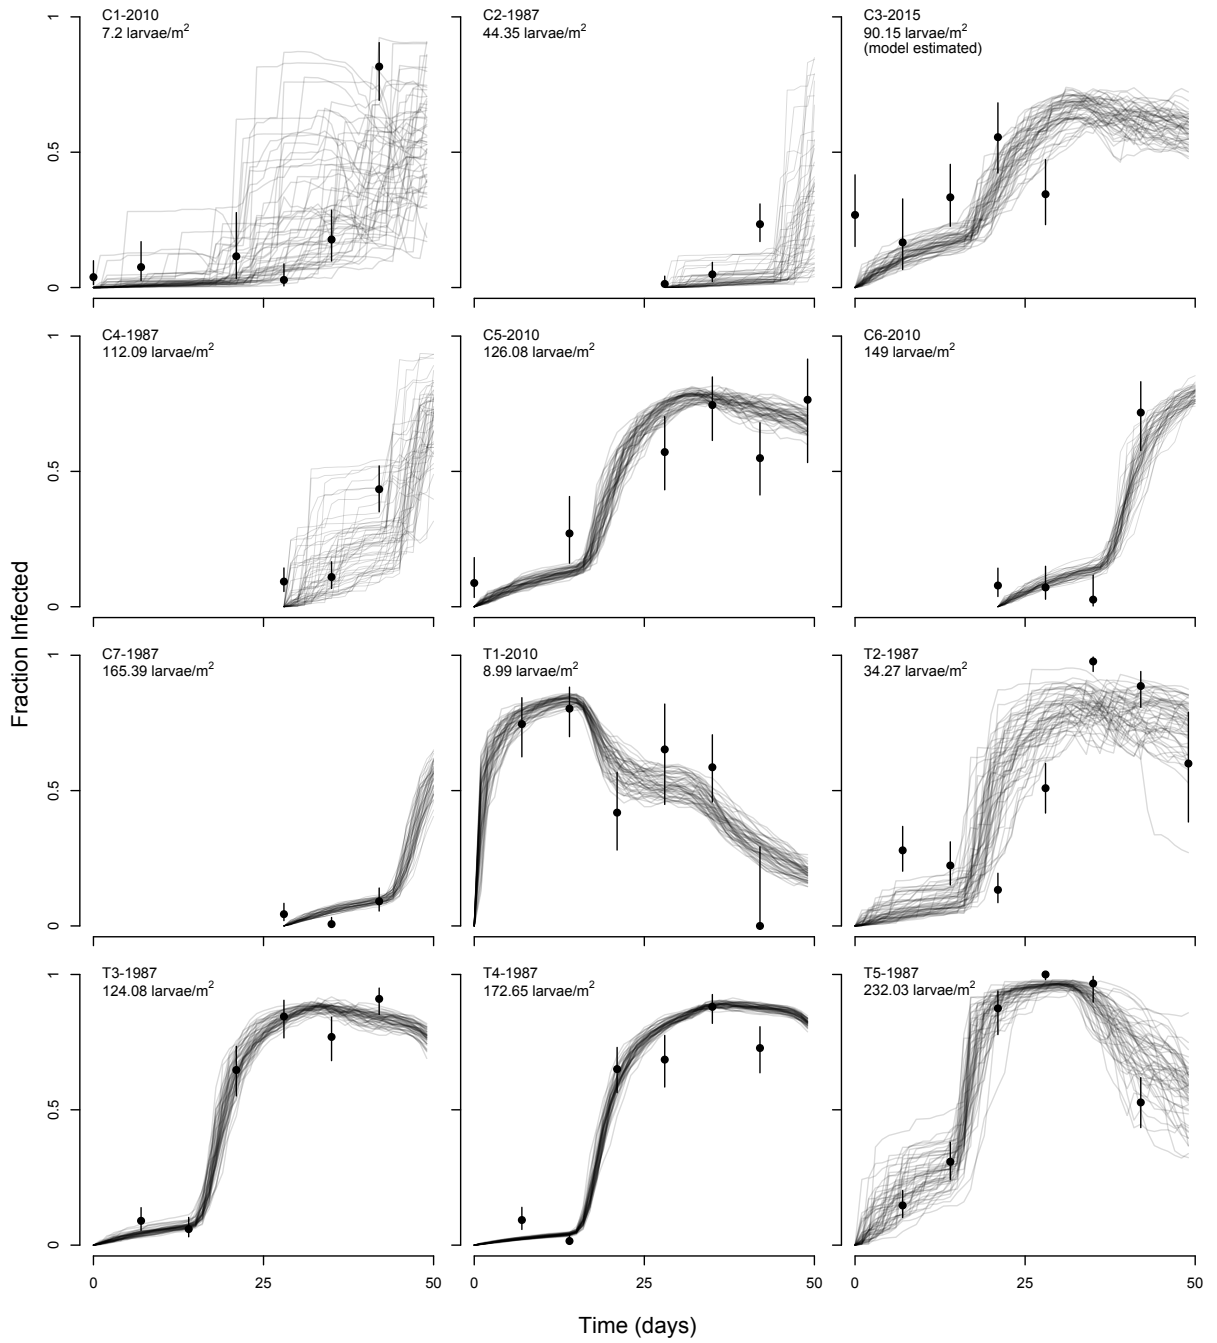 C1-2010
7.2 larvae/m²
C2-1987
44.35 larvae/m²
C3-2015
90.15 larvae/m²
(model estimated)
1
0.5
0
C4-1987
112.09 larvae/m²
C5-2010
126.08 larvae/m²
C6-2010
149 larvae/m²
1
0.5
0
Fraction Infected
C7-1987
165.39 larvae/m²
T1-2010
8.99 larvae/m²
T2-1987
34.27 larvae/m²
1
0.5
0
T3-1987
124.08 larvae/m²
T4-1987
172.65 larvae/m²
T5-1987
232.03 larvae/m²
1
0.5
0
0 25 50 0 25 50 0 25 50
Time (days)